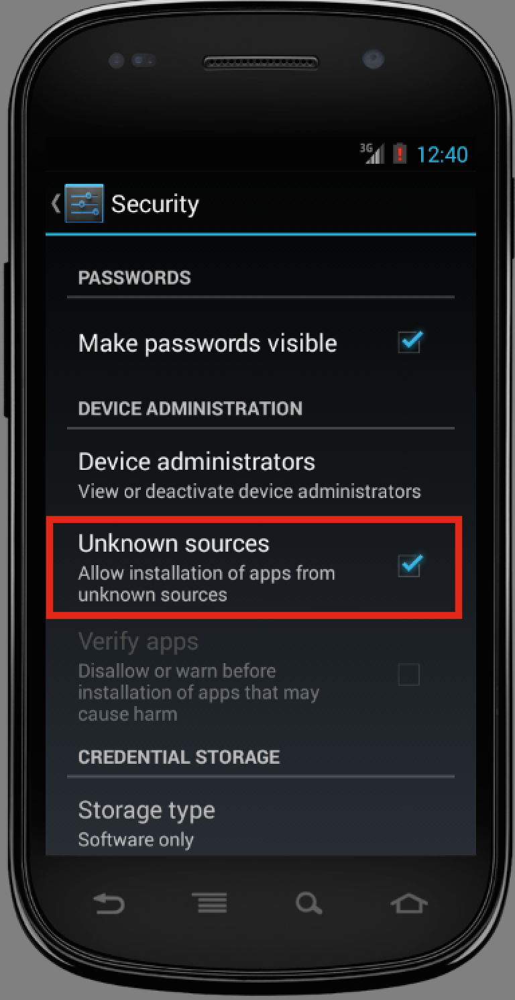 3G
12:40
Security
PASSWORDS
Make passwords visible
DEVICE ADMINISTRATION
Device administrators
View or deactivate device administrators
Unknown sources
Allow installation of apps from
unknown sources
Verify apps
Disallow or warn before
installation of apps that may
cause harm
CREDENTIAL STORAGE
Storage type
Software only